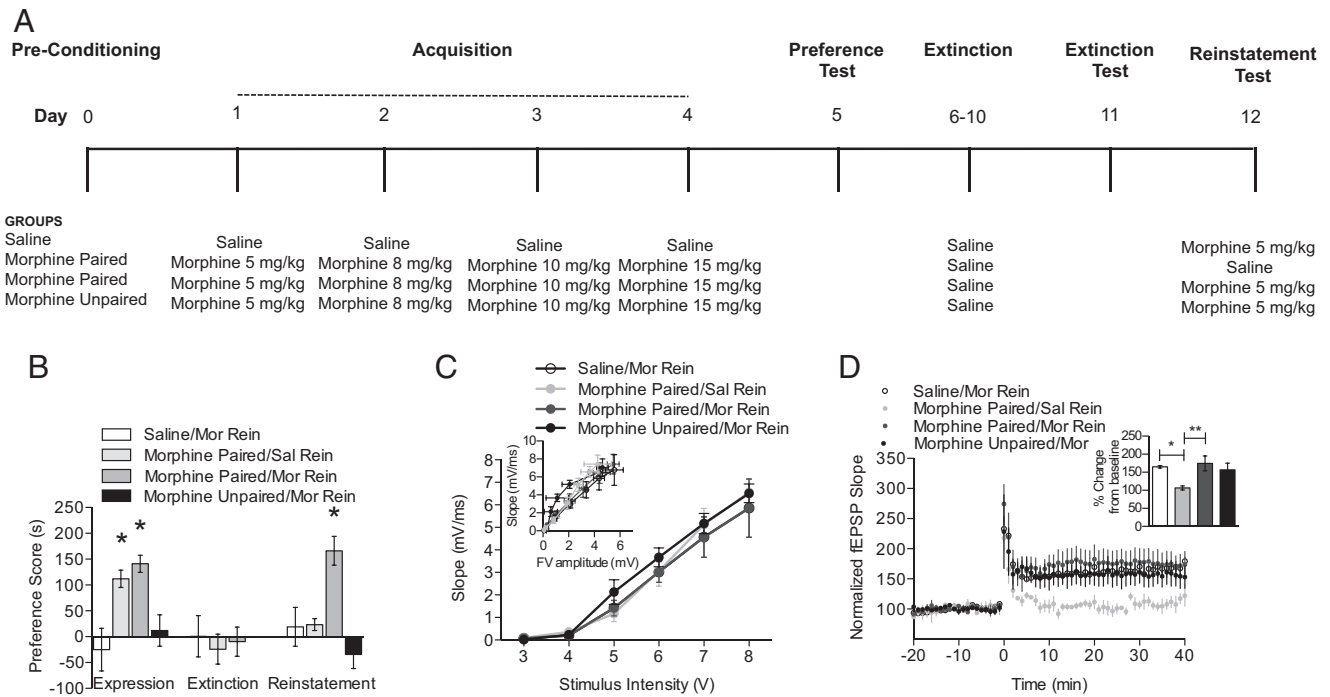 A
Pre-Conditioning
Acquisition
Preference
Test
Extinction
Extinction
Test
Reinstatement
Test
Day 0 1 2 3 4 5 6-10 11 12
GROUPS
Saline Saline Saline Saline Saline Saline Morphine 5 mg/kg
Morphine Paired Morphine 5 mg/kg Morphine 8 mg/kg Morphine 10 mg/kg Morphine 15 mg/kg Saline Saline
Morphine Paired Morphine 5 mg/kg Morphine 8 mg/kg Morphine 10 mg/kg Morphine 15 mg/kg Saline Morphine 5 mg/kg
Morphine Unpaired Morphine 5 mg/kg Morphine 8 mg/kg Morphine 10 mg/kg Morphine 15 mg/kg Saline Morphine 5 mg/kg
B
Saline/Mor Rein
Morphine Paired/Sal Rein
Morphine Paired/Mor Rein
Morphine Unpaired/Mor Rein
Preference Score (s)
250
200
150
100
50
0
-50
-100
* * *
Expression Extinction Reinstatement
C
Saline/Mor Rein
Morphine Paired/Sal Rein
Morphine Paired/Mor Rein
Morphine Unpaired/Mor Rein
Slope (mV/ms)
8
7
6
5
4
3
2
1
0
3 4 5 6 7 8
Stimulus Intensity (V)
Slope (mV/ms)
10
8
6
4
2
0
0 2 4 6
FV amplitude (mV)
D
Saline/Mor Rein
Morphine Paired/Sal Rein
Morphine Paired/Mor Rein
Morphine Unpaired/Mor
Normalized fEPSP Slope
350
300
250
200
150
100
-20 -10 0 10 20 30 40
Time (min)
% Change
from baseline
250
200
150
100
50
0
* **